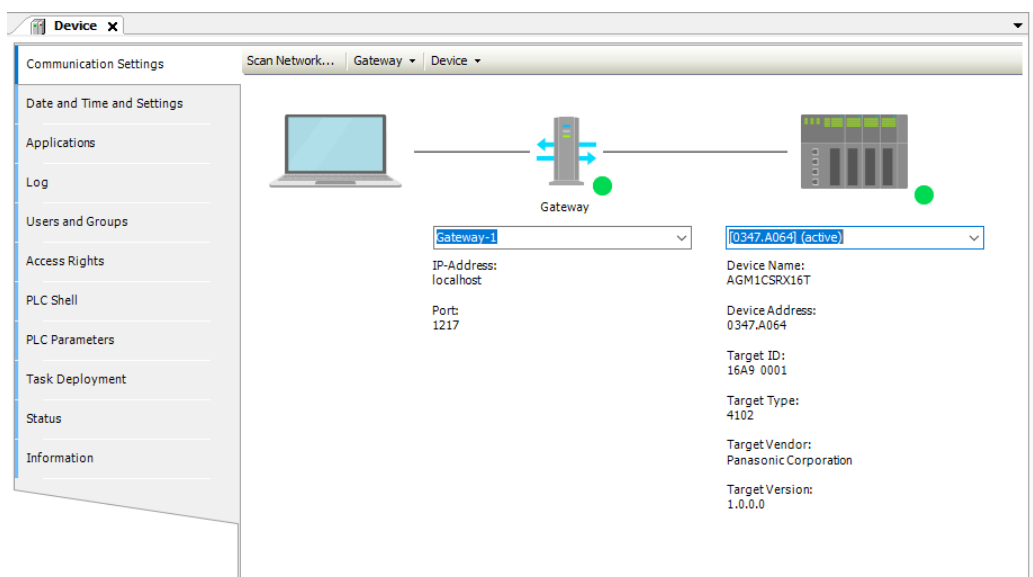 Device
Communication Settings
Scan Network... Gateway Device
Date and Time and Settings
Applications
Log
Users and Groups
Access Rights
PLC Shell
PLC Parameters
Task Deployment
Status
Information
Gateway
Gateway-1
IP-Address:
localhost
Port:
1217
[0347.A064] (active)
Device Name:
AGM1CSRX16T
Device Address:
0347.A064
Target ID:
16A9 0001
Target Type:
4102
Target Vendor:
Panasonic Corporation
Target Version:
1.0.0.0